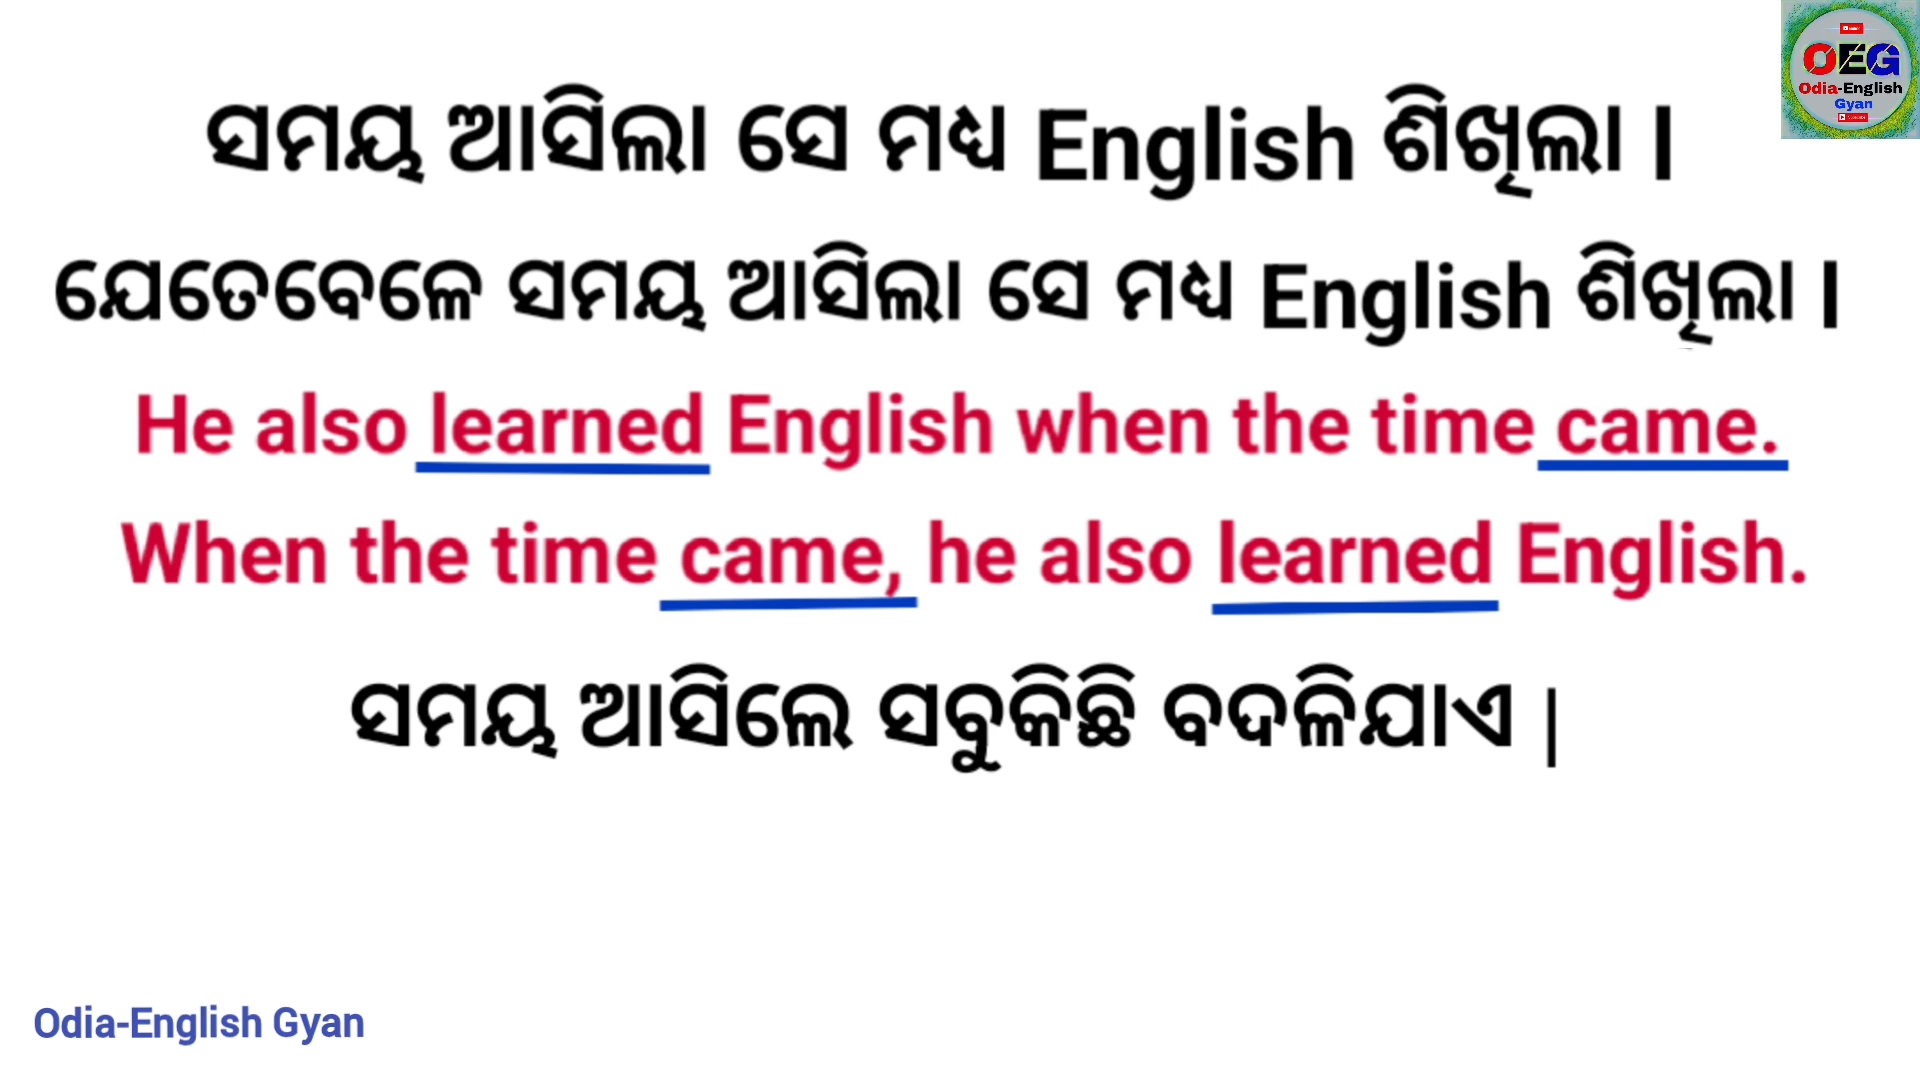 OEG
Odia-English
Gyan
ସମୟ ଆସିଲା ସେ ମଧ୍ଯ English ଶିଖିଲା ।
ଯେତେବେଳେ ସମୟ ଆସିଲା ସେ ମଧ୍ଯ English ଶିଖିଲା ।
He also learned English when the time came.
When the time came, he also learned English.
ସମୟ ଆସିଲେ ସବୁକିଛି ବଦଳିଯାଏ |
Odia-English Gyan